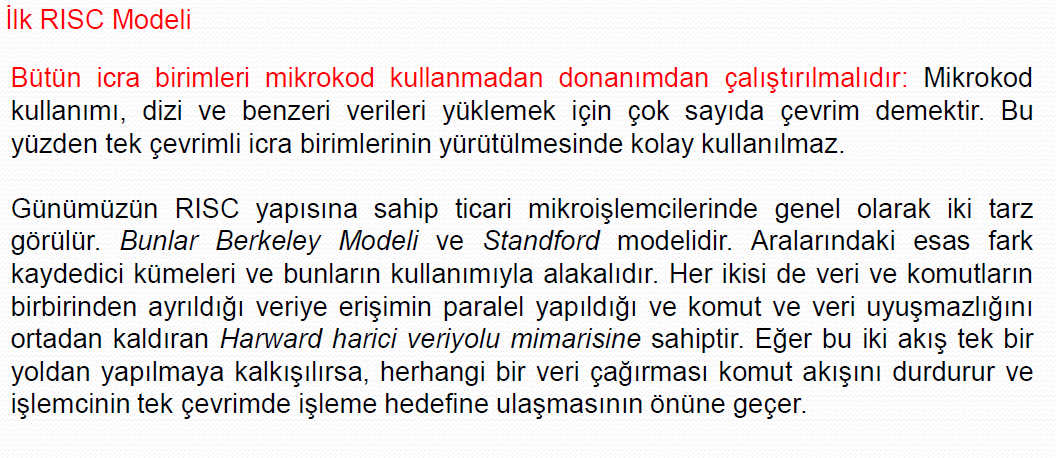 İlk RISC Modeli
Bütün icra birimleri mikrokod kullanmadan donanımdan çalıştırılmalıdır: Mikrokod
kullanımı, dizi ve benzeri verileri yüklemek için çok sayıda çevrim demektir. Bu
yüzden tek çevrimli icra birimlerinin yürütülmesinde kolay kullanılmaz.
Günümüzün RISC yapısına sahip ticari mikroişlemcilerinde genel olarak iki tarz
görülür. Bunlar Berkeley Modeli ve Standford modelidir. Aralarındaki esas fark
kaydedici kümeleri ve bunların kullanımıyla alakalıdır. Her ikisi de veri ve komutların
birbirinden ayrıldığı veriye erişimin paralel yapıldığı ve komut ve veri uyuşmazlığını
ortadan kaldıran Harward harici veriyolu mimarisine sahiptir. Eğer bu iki akış tek bir
yoldan yapılmaya kalkışılırsa, herhangi bir veri çağırması komut akışını durdurur ve
işlemcinin tek çevrimde işleme hedefine ulaşmasının önüne geçer.